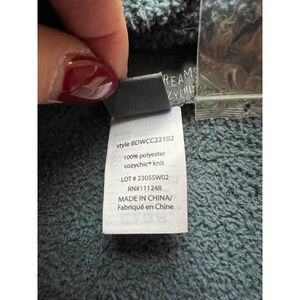 style BDWCC22102
100% polyester
cozychic® knit
LOT # 23055W02
RN#111248
MADE IN CHINA/
Fabriqué en Chine